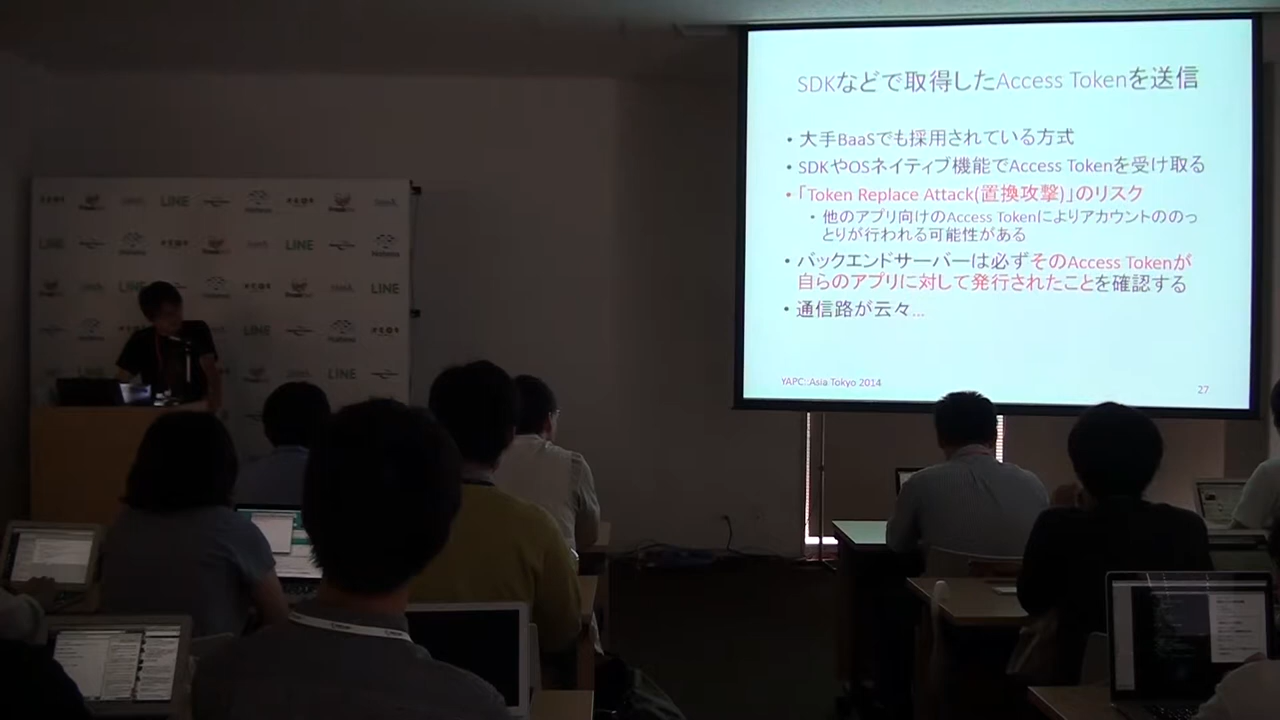 SDKなどで取得したAccess Tokenを送信
• 大手BaaSでも採用されている方式
• SDKやOSネイティブ機能でAccess Tokenを受け取る
• 「Token Replace Attack(置換攻撃)」のリスク
• 他のアプリ向けのAccess Tokenによりアカウントののっ
とりが行われる可能性がある
• バックエンドサーバーは必ずそのAccess Tokenが
自らのアプリに対して発行されたことを確認する
• 通信路が云々...
YAPC::Asia Tokyo 2014
27
LINE
LINE
LINE
LINE
LINE
LINE